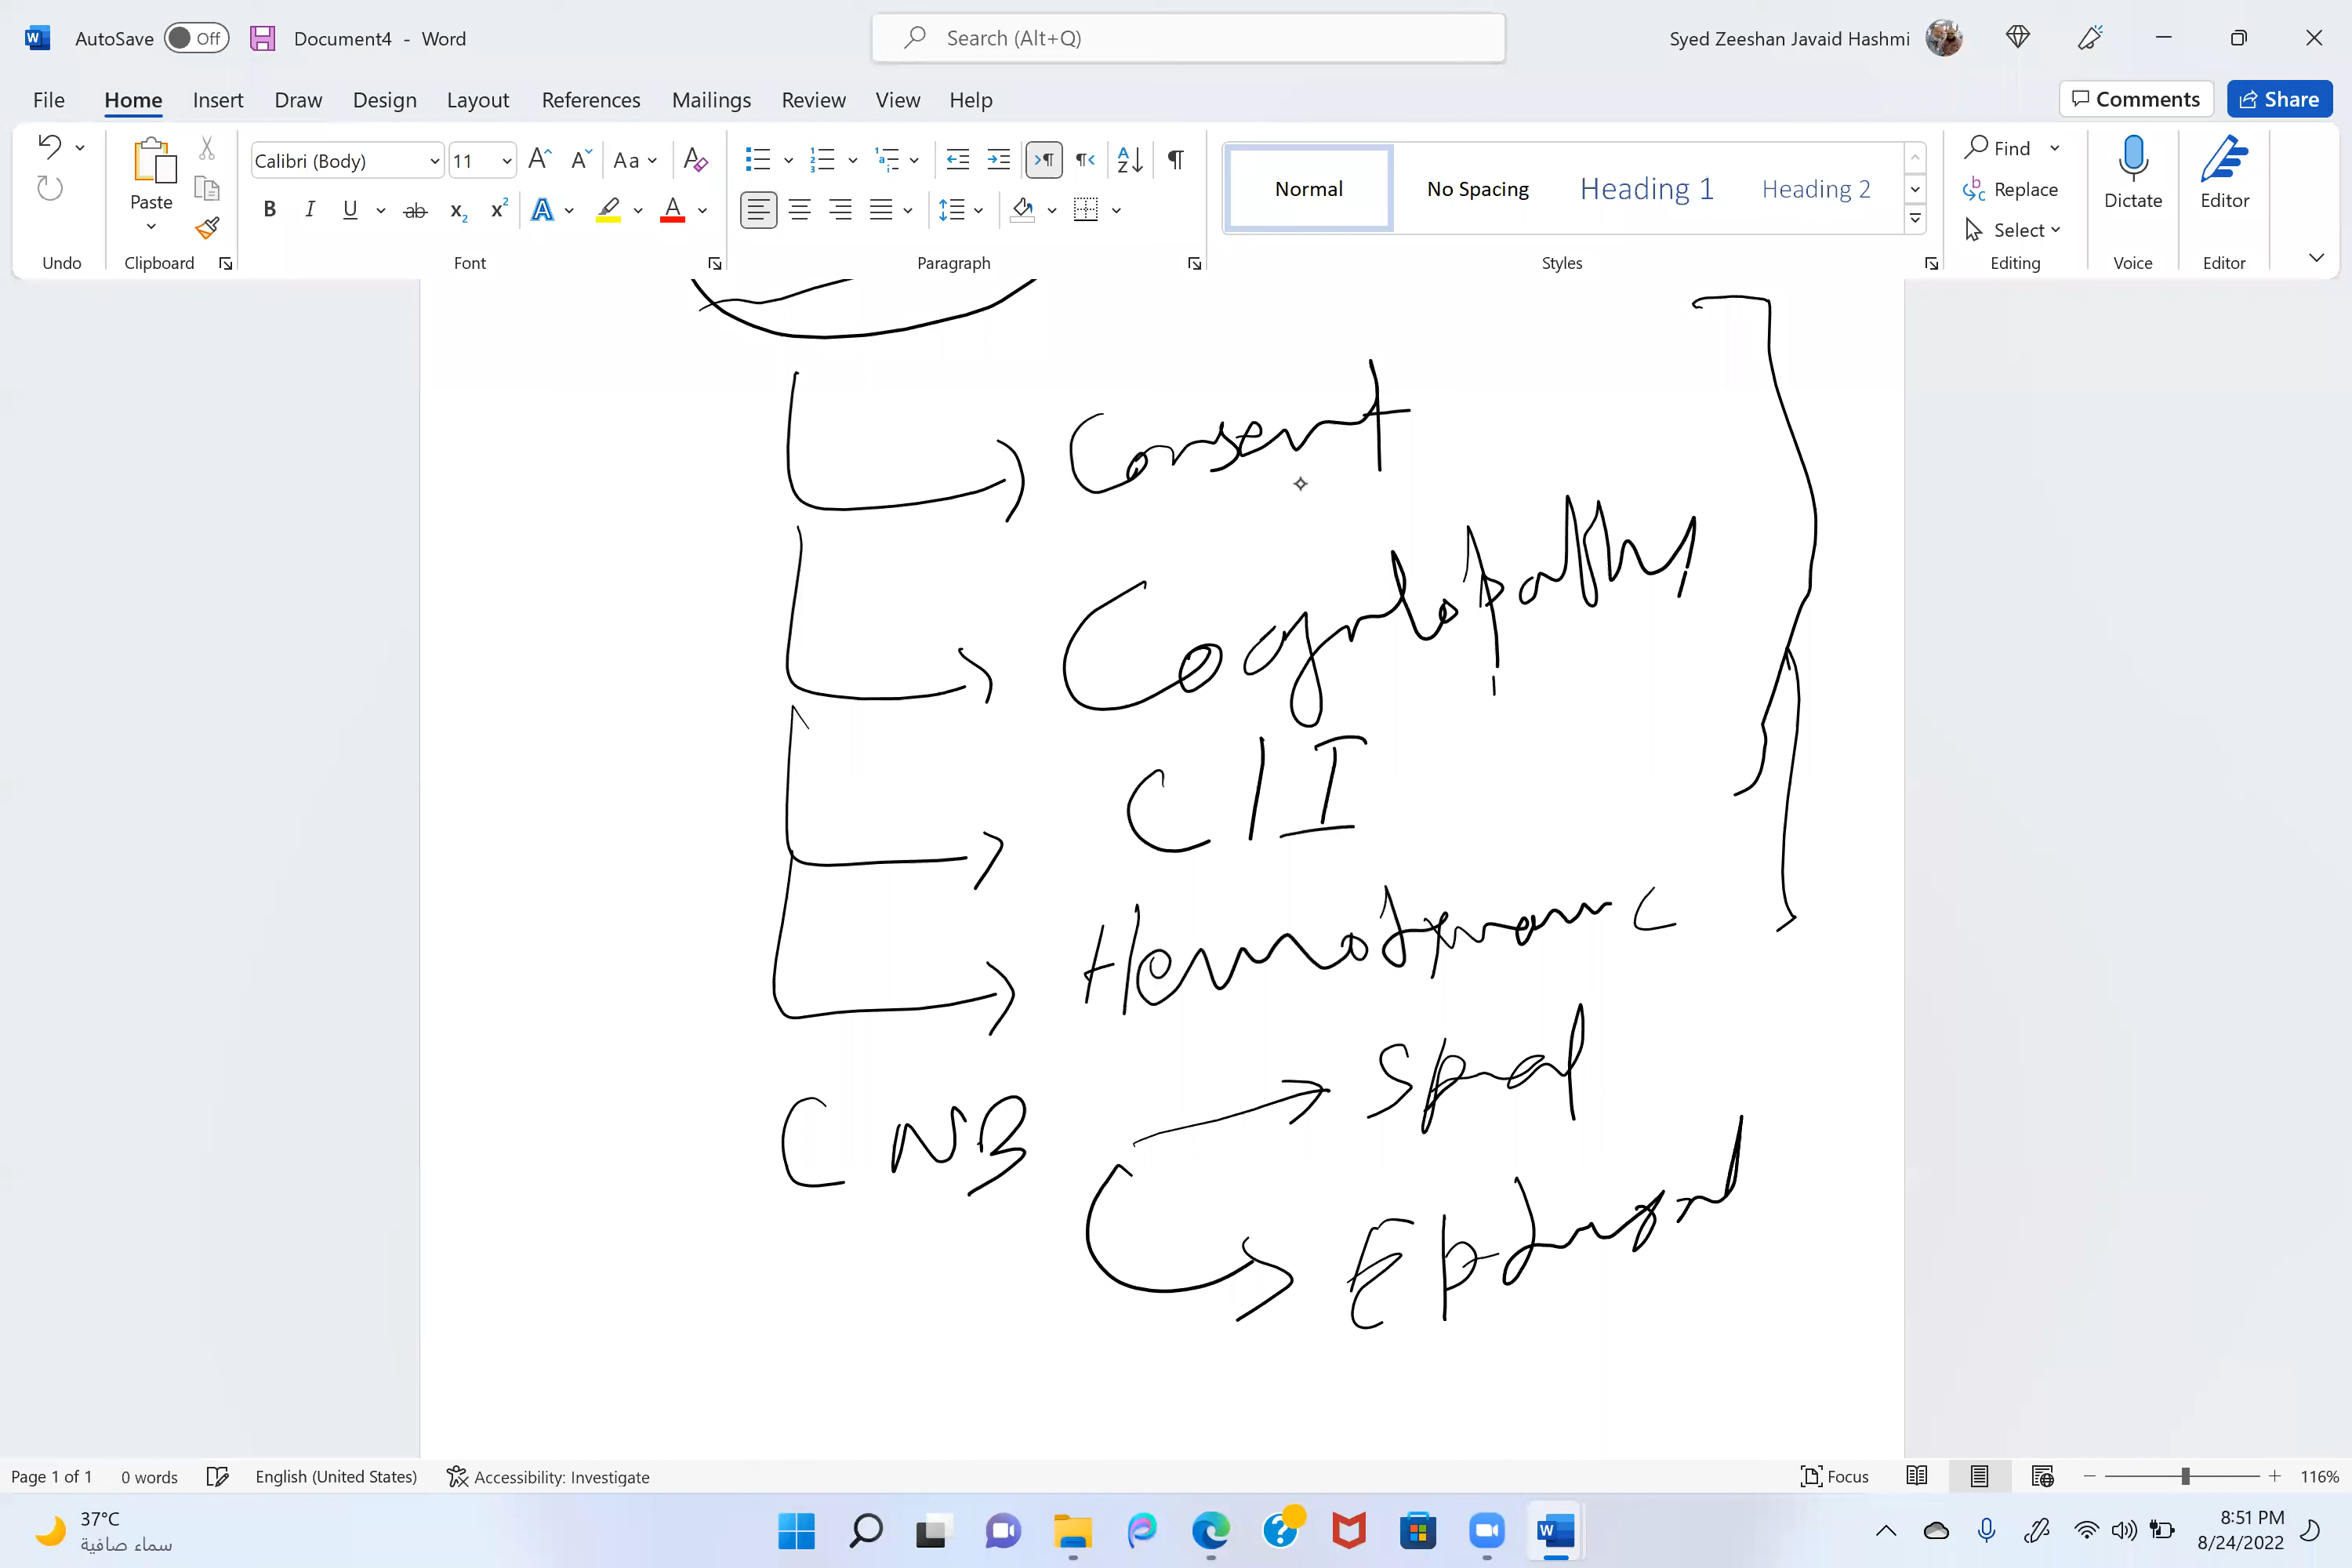 AutoSave Off Document4 - Word Search (Alt+Q) Syed Zeeshan Javaid Hashmi
File Home Insert Draw Design Layout References Mailings Review View Help Comments Share
Paste Calibri (Body) 11 Aa Normal No Spacing Heading 1 Heading 2 Find Replace Select Dictate Editor
Undo Clipboard Font Paragraph Styles Editing Voice Editor
Consent
C I I
Hemodynamic
CNB
Spinal
Epidural
Page 1 of 1 0 words English (United States) Accessibility: Investigate Focus 116%
37°C
سماء صافية
8:51 PM
8/24/2022